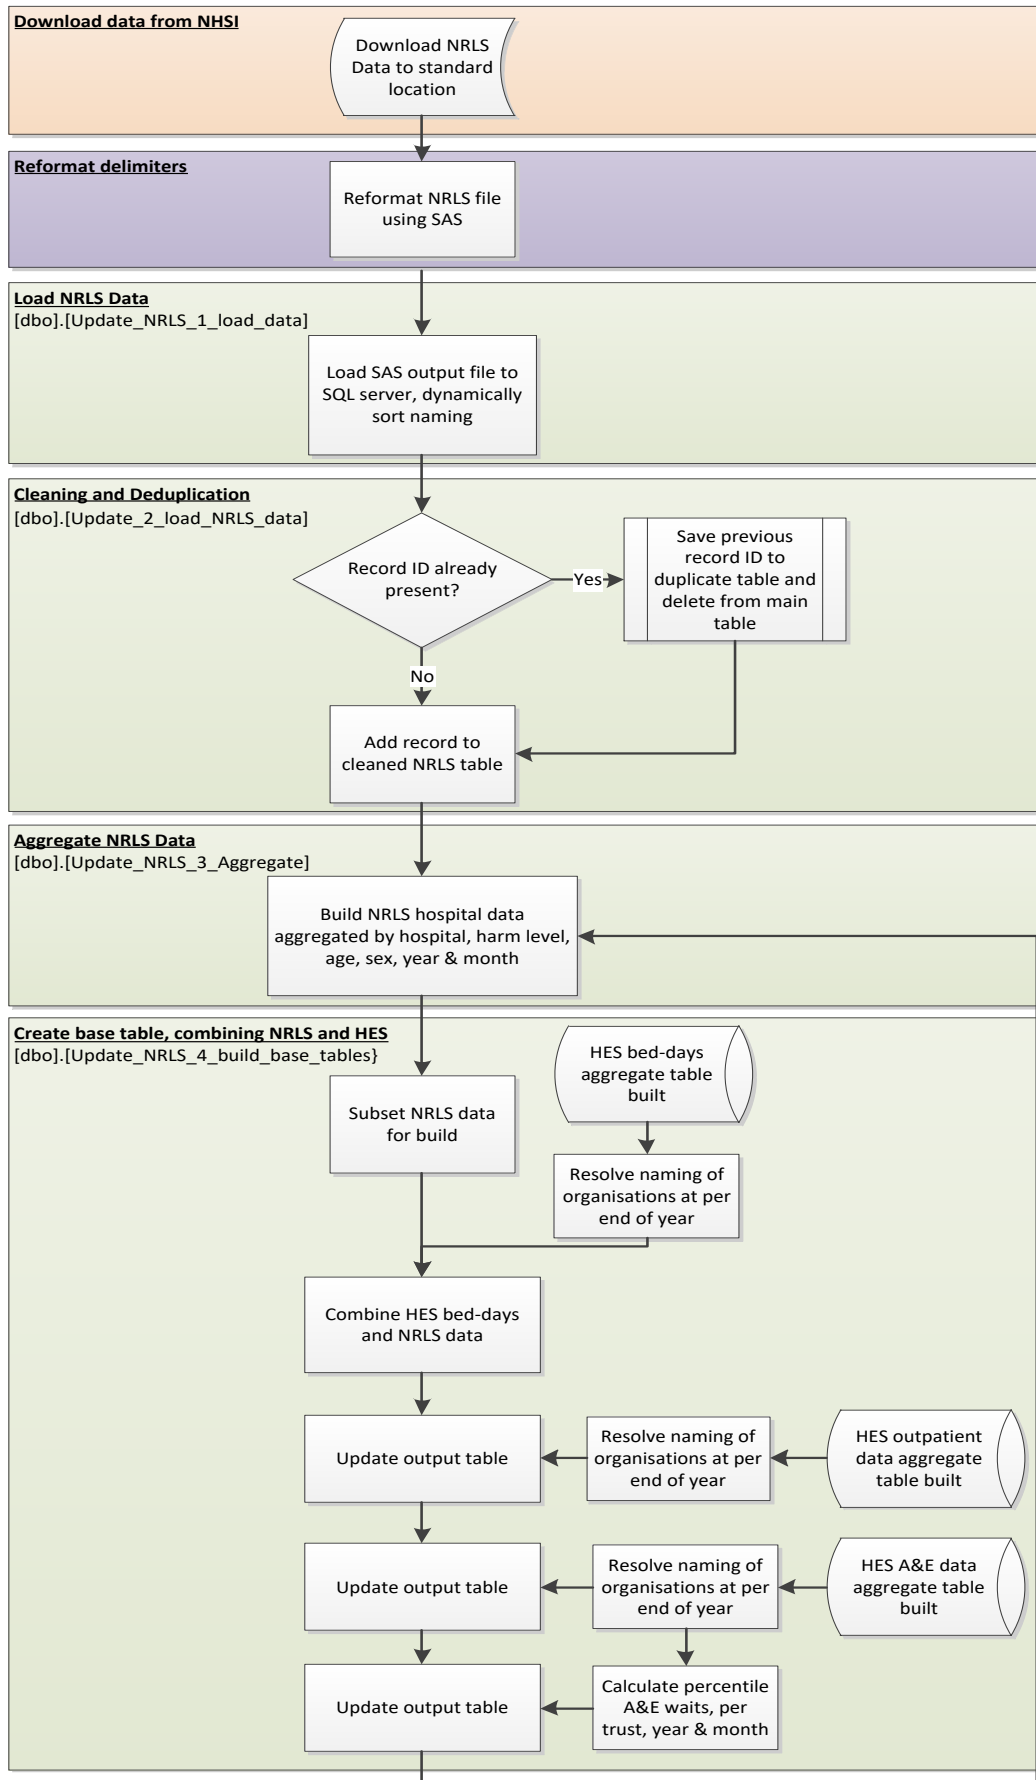 Download data from NHSI
Download NRLS
Data to standard
location
Reformat delimiters
Reformat NRLS file
using SAS
Load NRLS Data
[dbo].[Update_NRLS_1_load_data]
Load SAS output file to
SQL server, dynamically
sort naming
Cleaning and Deduplication
[dbo].[Update_2_load_NRLS_data]
Record ID already
present?
Yes
Save previous
record ID to
duplicate table and
delete from main
table
No
Add record to
cleaned NRLS table
Aggregate NRLS Data
[dbo].[Update_NRLS_3_Aggregate]
Build NRLS hospital data
aggregated by hospital, harm level,
age, sex, year & month
Create base table, combining NRLS and HES
[dbo].[Update_NRLS_4_build_base_tables}
HES bed-days
aggregate table
built
Subset NRLS data
for build
Resolve naming of
organisations at per
end of year
Combine HES bed-days
and NRLS data
Update output table
Resolve naming of
organisations at per
end of year
HES outpatient
data aggregate
table built
Update output table
Resolve naming of
organisations at per
end of year
HES A&E data
aggregate table
built
Update output table
Calculate percentile
A&E waits, per
trust, year & month